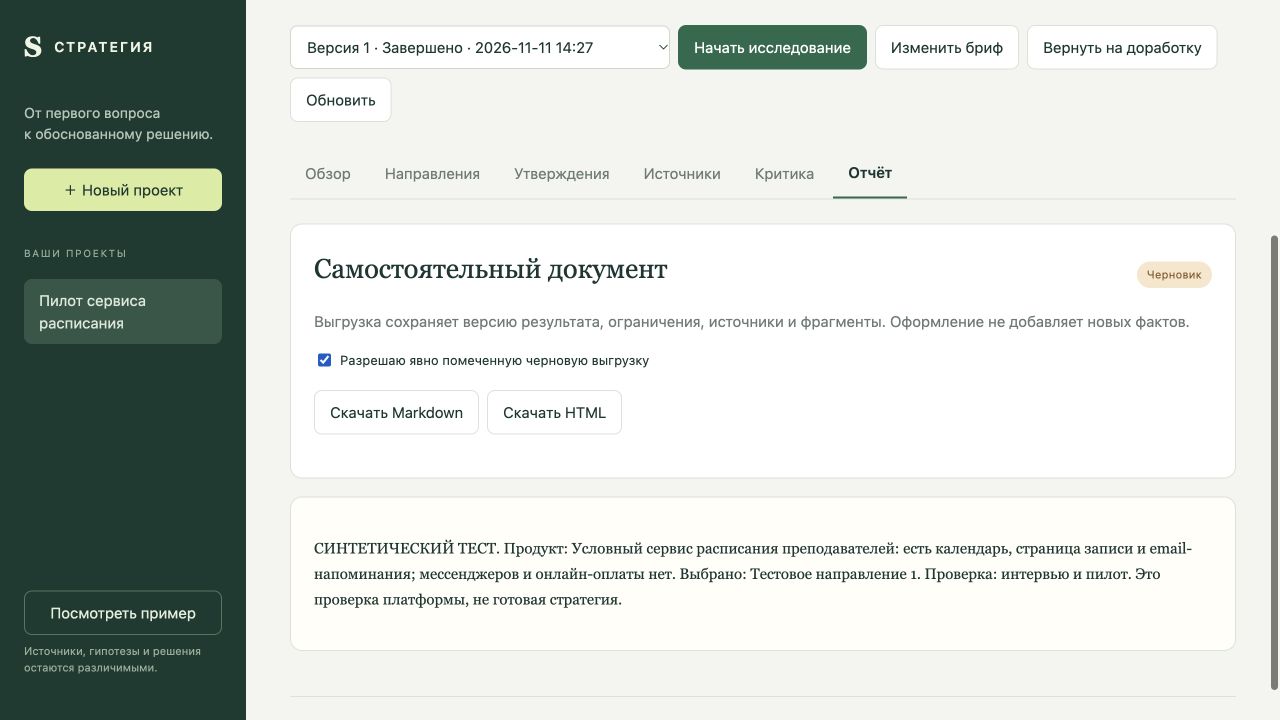 S СТРАТЕГИЯ
От первого вопроса
к обоснованному решению.
+ Новый проект
ВАШИ ПРОЕКТЫ
Пилот сервиса
расписания
Посмотреть пример
Источники, гипотезы и решения
остаются различимыми.
Версия 1 · Завершено · 2026-11-11 14:27
Начать исследование
Изменить бриф
Вернуть на доработку
Обновить
Обзор
Направления
Утверждения
Источники
Критика
Отчёт
Самостоятельный документ
Черновик
Выгрузка сохраняет версию результата, ограничения, источники и фрагменты. Оформление не добавляет новых фактов.
Разрешаю явно помеченную черновую выгрузку
Скачать Markdown
Скачать HTML
СИНТЕТИЧЕСКИЙ ТЕСТ. Продукт: Условный сервис расписания преподавателей: есть календарь, страница записи и email-
напоминания; мессенджеров и онлайн-оплаты нет. Выбрано: Тестовое направление 1. Проверка: интервью и пилот. Это
проверка платформы, не готовая стратегия.